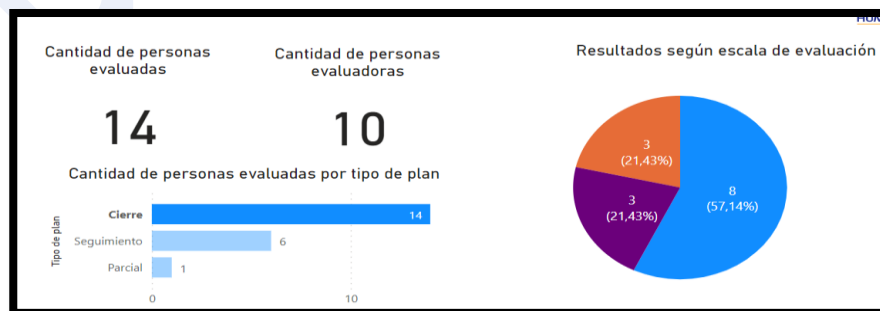 Cantidad de personas
evaluadas
14
Cantidad de personas
evaluadoras
10
Cantidad de personas evaluadas por tipo de plan
Tipo de plan
Cierre
14
Seguimiento
6
Parcial
1
0
10
Resultados según escala de evaluación
3
(21,43%)
3
(21,43%)
8
(57,14%)